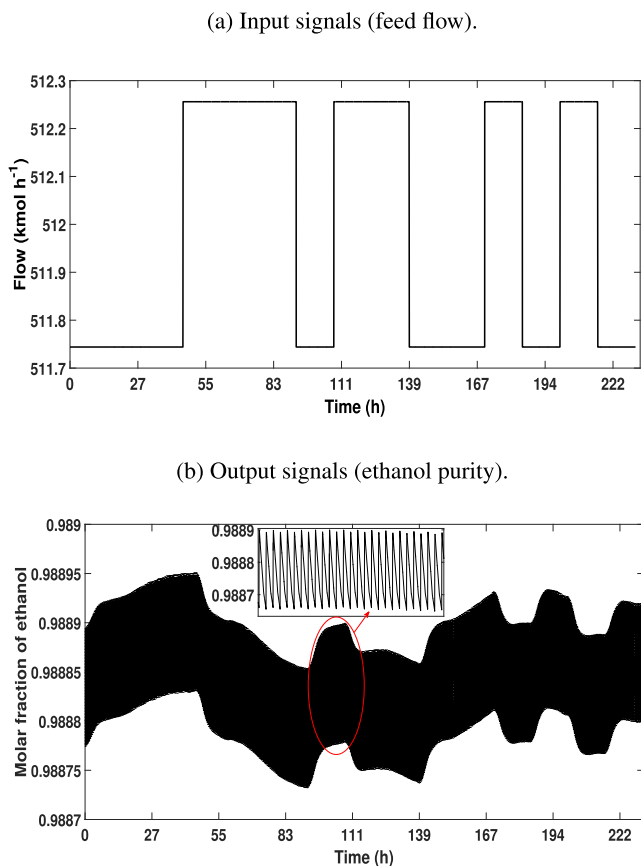 (a) Input signals (feed flow).
512.3
512.2
512.1
512
511.9
511.8
511.7
Flow (kmol h⁻¹)
0 27 55 83 111 139 167 194 222
Time (h)
(b) Output signals (ethanol purity).
0.989
0.98895
0.9889
0.98885
0.9888
0.98875
0.9887
Molar fraction of ethanol
0.9889
0.9888
0.9887
0 27 55 83 111 139 167 194 222
Time (h)